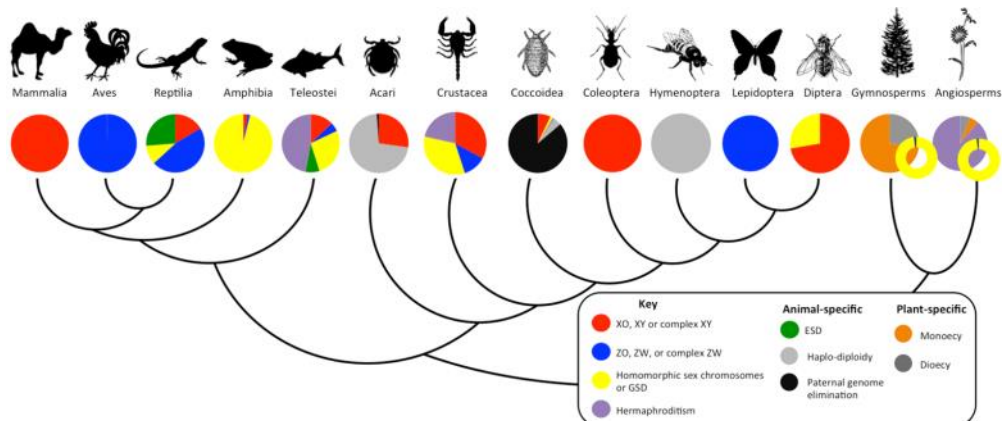 Mammalia Aves Reptilia Amphibia Teleostei Acari Crustacea Coccoidea Coleoptera Hymenoptera Lepidoptera Diptera Gymnosperms Angiosperms
Key
XO, XY or complex XY
ZO, ZW, or complex ZW
Homomorphic sex chromosomes
or GSD
Hermaphroditism
Animal-specific
ESD
Haplo-diploidy
Paternal genome
elimination
Plant-specific
Monoecy
Dioecy